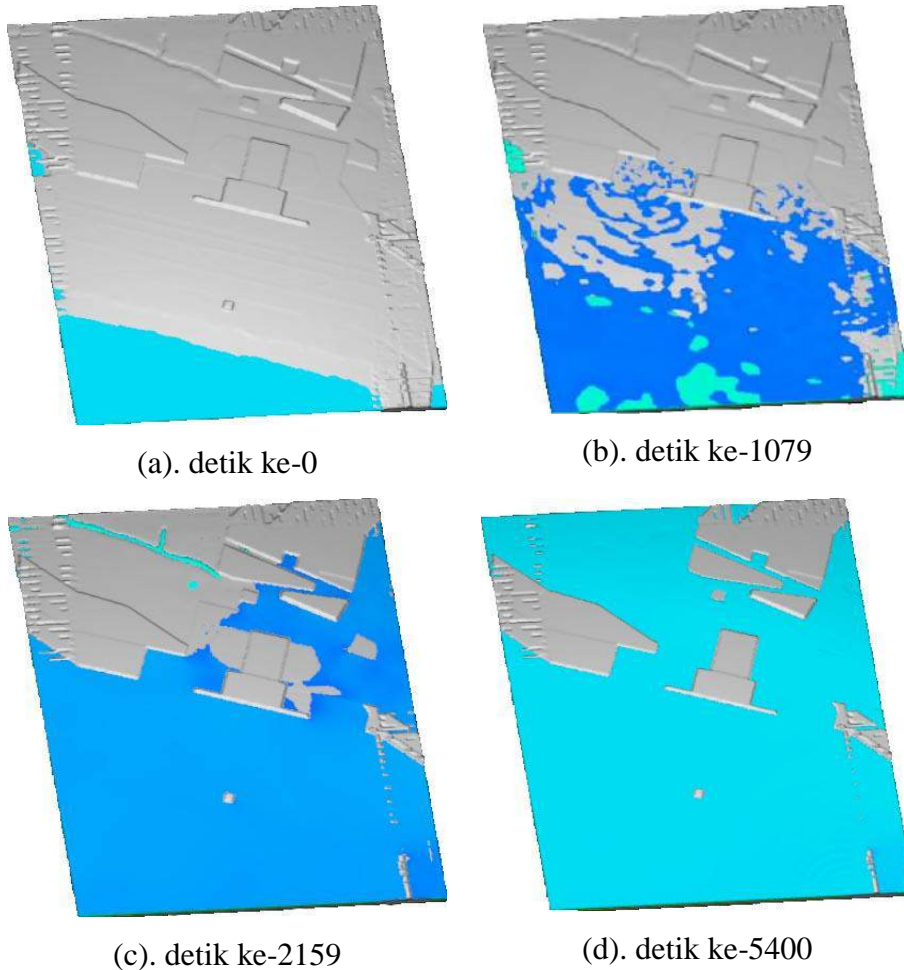 (a). detik ke-0
(b). detik ke-1079
(c). detik ke-2159
(d). detik ke-5400